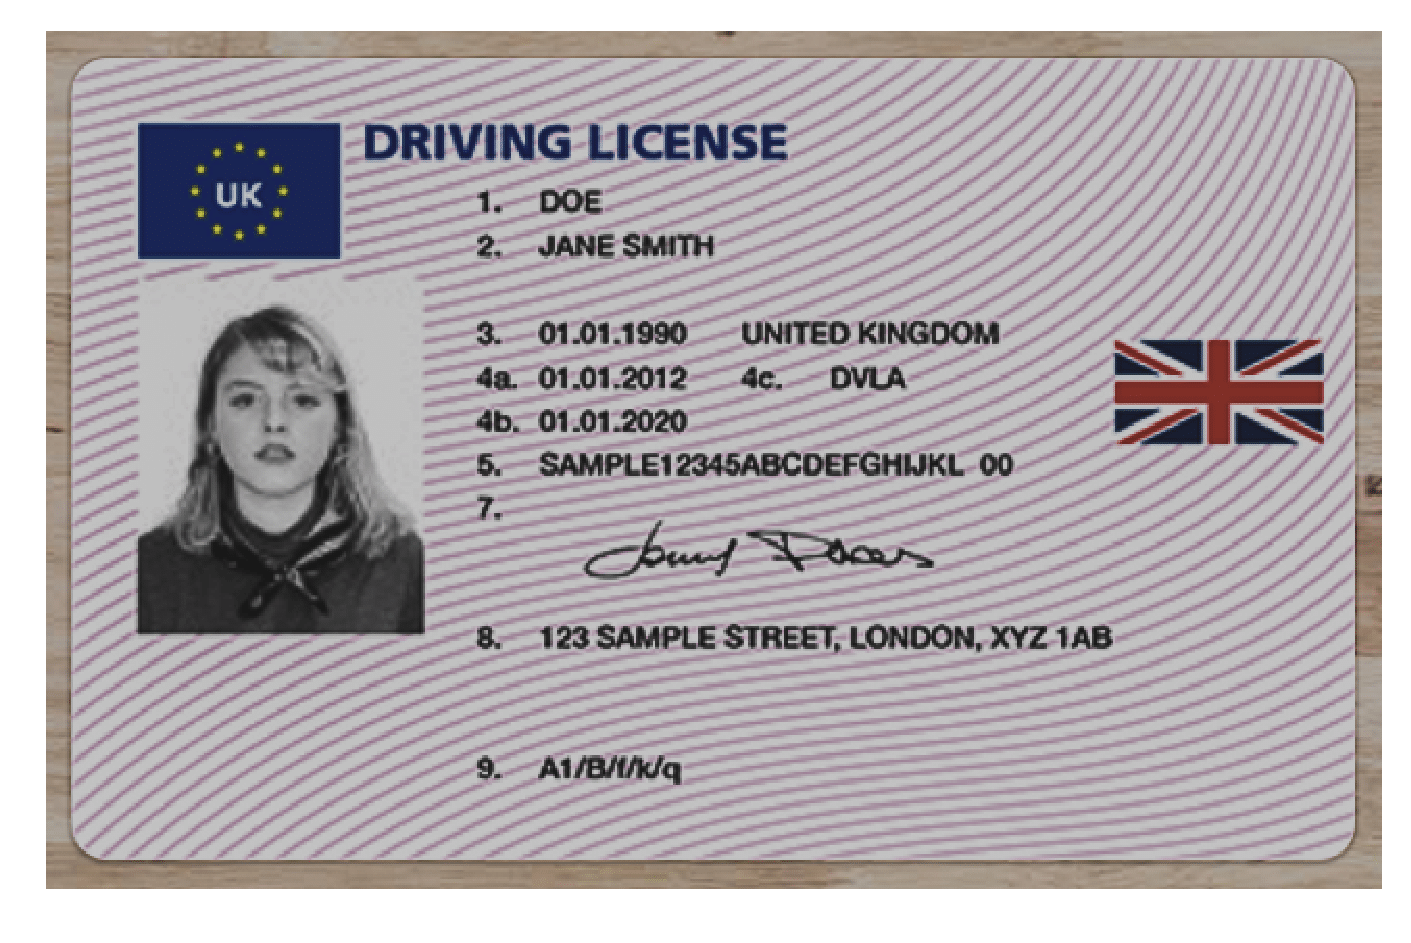 DRIVING LICENSE
UK
1. DOE
2. JANE SMITH
3. 01.01.1990 UNITED KINGDOM
4a. 01.01.2012 4c. DVLA
4b. 01.01.2020
5. SAMPLE12345ABCDEFGHIJKL 00
7.
8. 123 SAMPLE STREET, LONDON, XYZ 1AB
9. A1/B/f/k/q